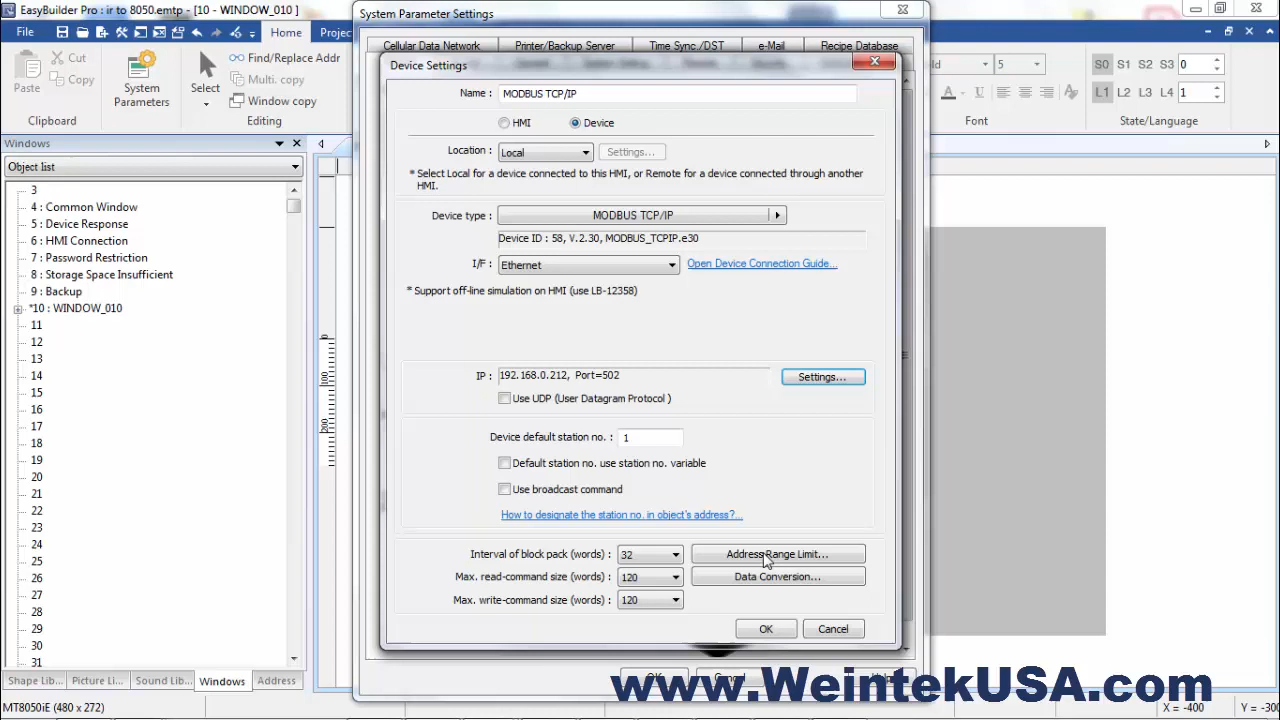 EasyBuilder Pro : ir to 8050.emtp - [10 - WINDOW_010 ]
System Parameter Settings
File
Home
Project
Cellular Data Network
Printer/Backup Server
Time Sync./DST
e-Mail
Recipe Database
Paste
Cut
Copy
Clipboard
System
Parameters
Select
Find/Replace Addr
Multi. copy
Window copy
Editing
5
Font
S0 S1 S2 S3 0
L1 L2 L3 L4 1
State/Language
Windows
Object list
3
4 : Common Window
5 : Device Response
6 : HMI Connection
7 : Password Restriction
8 : Storage Space Insufficient
9 : Backup
*10 : WINDOW_010
11
12
13
14
15
16
17
18
19
20
21
22
23
24
25
26
27
28
29
30
31
Shape Lib...
Picture Li...
Sound Lib...
Windows
Address
MT8050iE (480 x 272)
0
100
200
Device Settings
Name :
MODBUS TCP/IP
HMI
Device
Location :
Local
Settings...
* Select Local for a device connected to this HMI, or Remote for a device connected through another
HMI.
Device type :
MODBUS TCP/IP
Device ID : 58, V.2.30, MODBUS_TCPIP.e30
I/F :
Ethernet
Open Device Connection Guide...
* Support off-line simulation on HMI (use LB-12358)
IP :
192.168.0.212, Port=502
Settings...
Use UDP (User Datagram Protocol )
Device default station no. :
1
Default station no. use station no. variable
Use broadcast command
How to designate the station no. in object's address?...
Interval of block pack (words) :
32
Address Range Limit...
Max. read-command size (words) :
120
Data Conversion...
Max. write-command size (words) :
120
OK
Cancel
www.WeintekUSA.com
X = -400